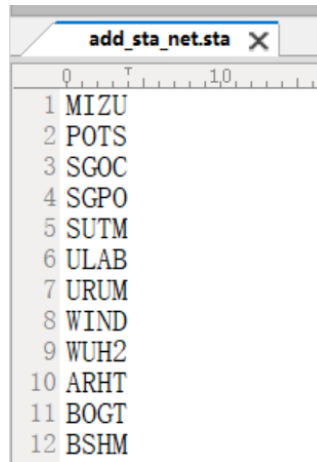 add_sta_net.sta
0 10
1 MIZU
2 POTS
3 SGOC
4 SGPO
5 SUTM
6 ULAB
7 URUM
8 WIND
9 WUH2
10 ARHT
11 BOGT
12 BSHM